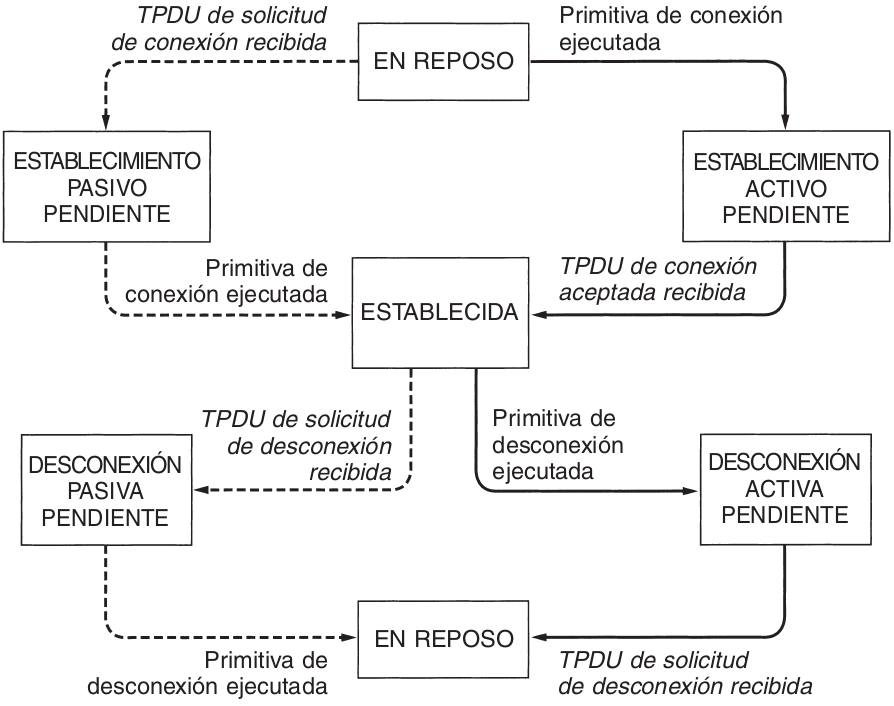 TPDU de solicitud
de conexión recibida
EN REPOSO
Primitiva de conexión
ejecutada
ESTABLECIMIENTO
PASIVO
PENDIENTE
ESTABLECIMIENTO
ACTIVO
PENDIENTE
Primitiva de
conexión ejecutada
ESTABLECIDA
TPDU de conexión
aceptada recibida
TPDU de solicitud
de desconexión
recibida
Primitiva de
desconexión
ejecutada
DESCONEXIÓN
PASIVA
PENDIENTE
DESCONEXIÓN
ACTIVA
PENDIENTE
EN REPOSO
Primitiva de
desconexión ejecutada
TPDU de solicitud
de desconexión recibida